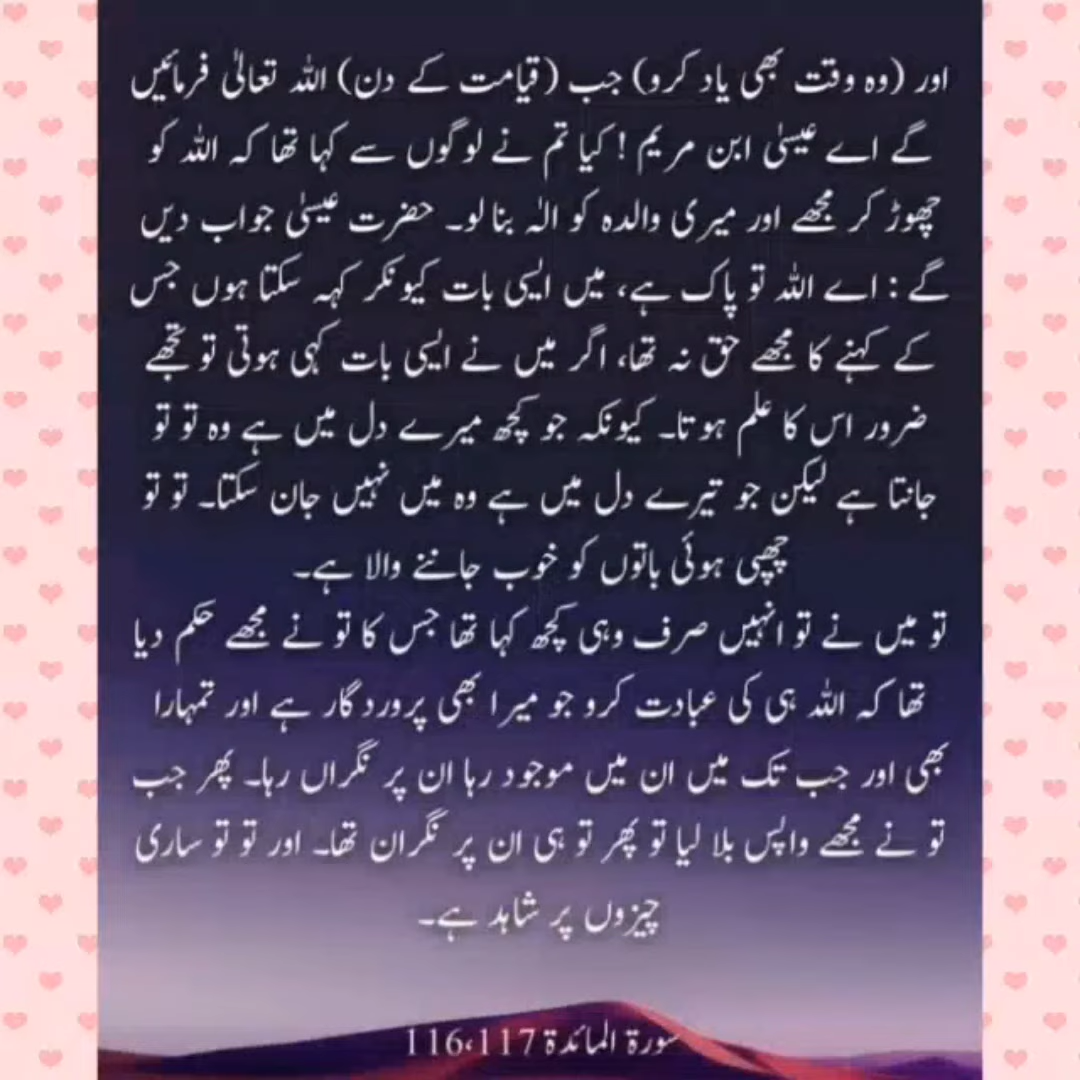 اور (وہ وقت بھی یاد کرو) جب (قیامت کے دن) اللہ تعالیٰ فرمائیں
گے اے عیسیٰ ابن مریم ! کیا تم نے لوگوں سے کہا تھا کہ اللہ کو
چھوڑ کر مجھے اور میری والدہ کو الٰہ بنا لو۔ حضرت عیسیٰ جواب دیں
گے : اے اللہ تو پاک ہے، میں ایسی بات کیونکر کہہ سکتا ہوں جس
کے کہنے کا مجھے حق نہ تھا، اگر میں نے ایسی بات کہی ہوتی تو تجھے
ضرور اس کا علم ہوتا۔ کیونکہ جو کچھ میرے دل میں ہے وہ تو تو
جانتا ہے لیکن جو تیرے دل میں ہے وہ میں نہیں جان سکتا۔ تو تو
چھپی ہوئی باتوں کو خوب جاننے والا ہے۔
تو میں نے تو انہیں صرف وہی کچھ کہا تھا جس کا تو نے مجھے حکم دیا
تھا کہ اللہ ہی کی عبادت کرو جو میرا بھی پروردگار ہے اور تمہارا
بھی اور جب تک میں ان میں موجود رہا ان پر نگراں رہا۔ پھر جب
تو نے مجھے واپس بلا لیا تو پھر تو ہی ان پر نگران تھا۔ اور تو تو ساری
چیزوں پر شاہد ہے۔
سورۃ المائدۃ 116،117